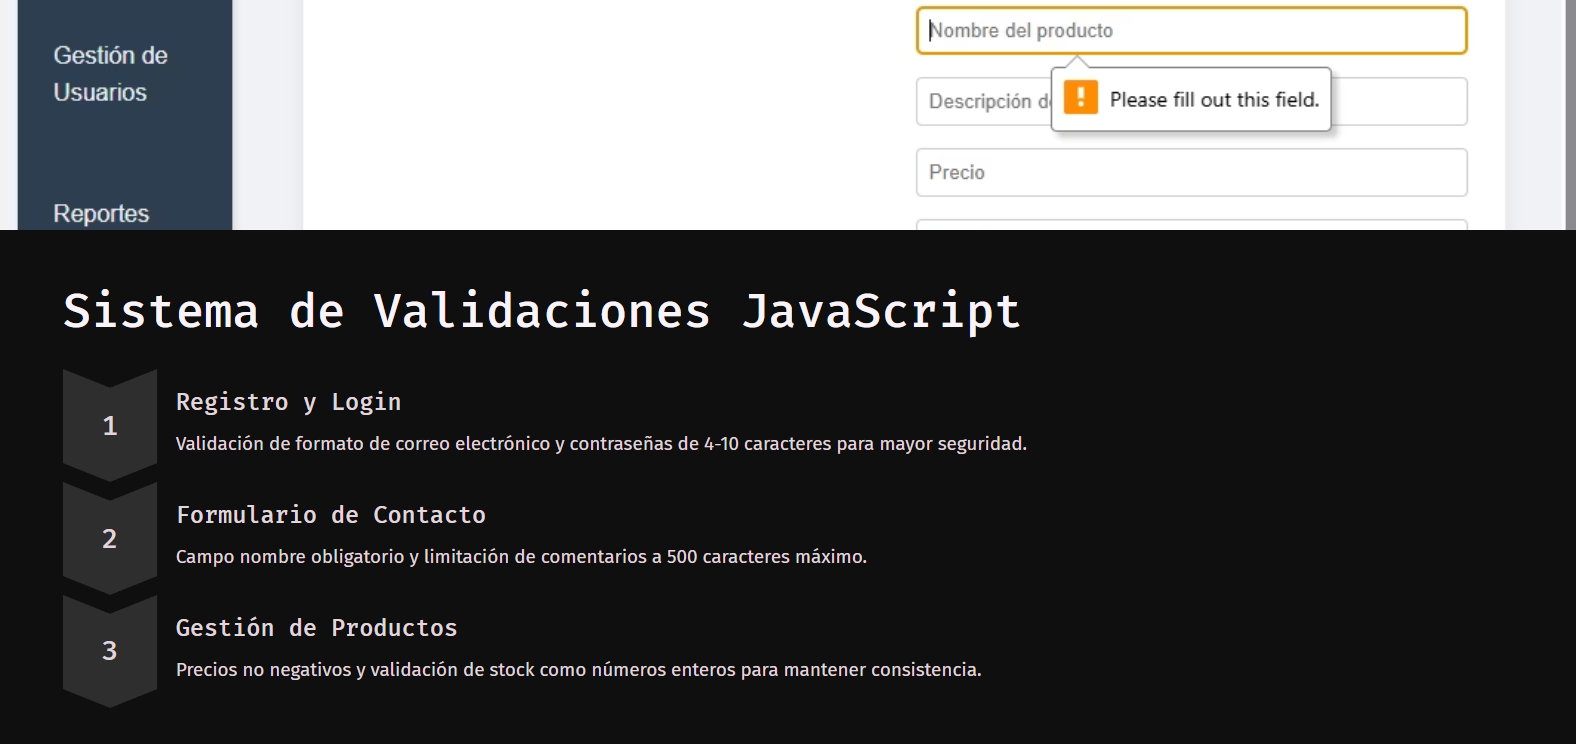 Gestión de
Usuarios
Reportes
Nombre del producto
Descripción d
Please fill out this field.
Precio
Sistema de Validaciones JavaScript
1
Registro y Login
Validación de formato de correo electrónico y contraseñas de 4-10 caracteres para mayor seguridad.
2
Formulario de Contacto
Campo nombre obligatorio y limitación de comentarios a 500 caracteres máximo.
3
Gestión de Productos
Precios no negativos y validación de stock como números enteros para mantener consistencia.